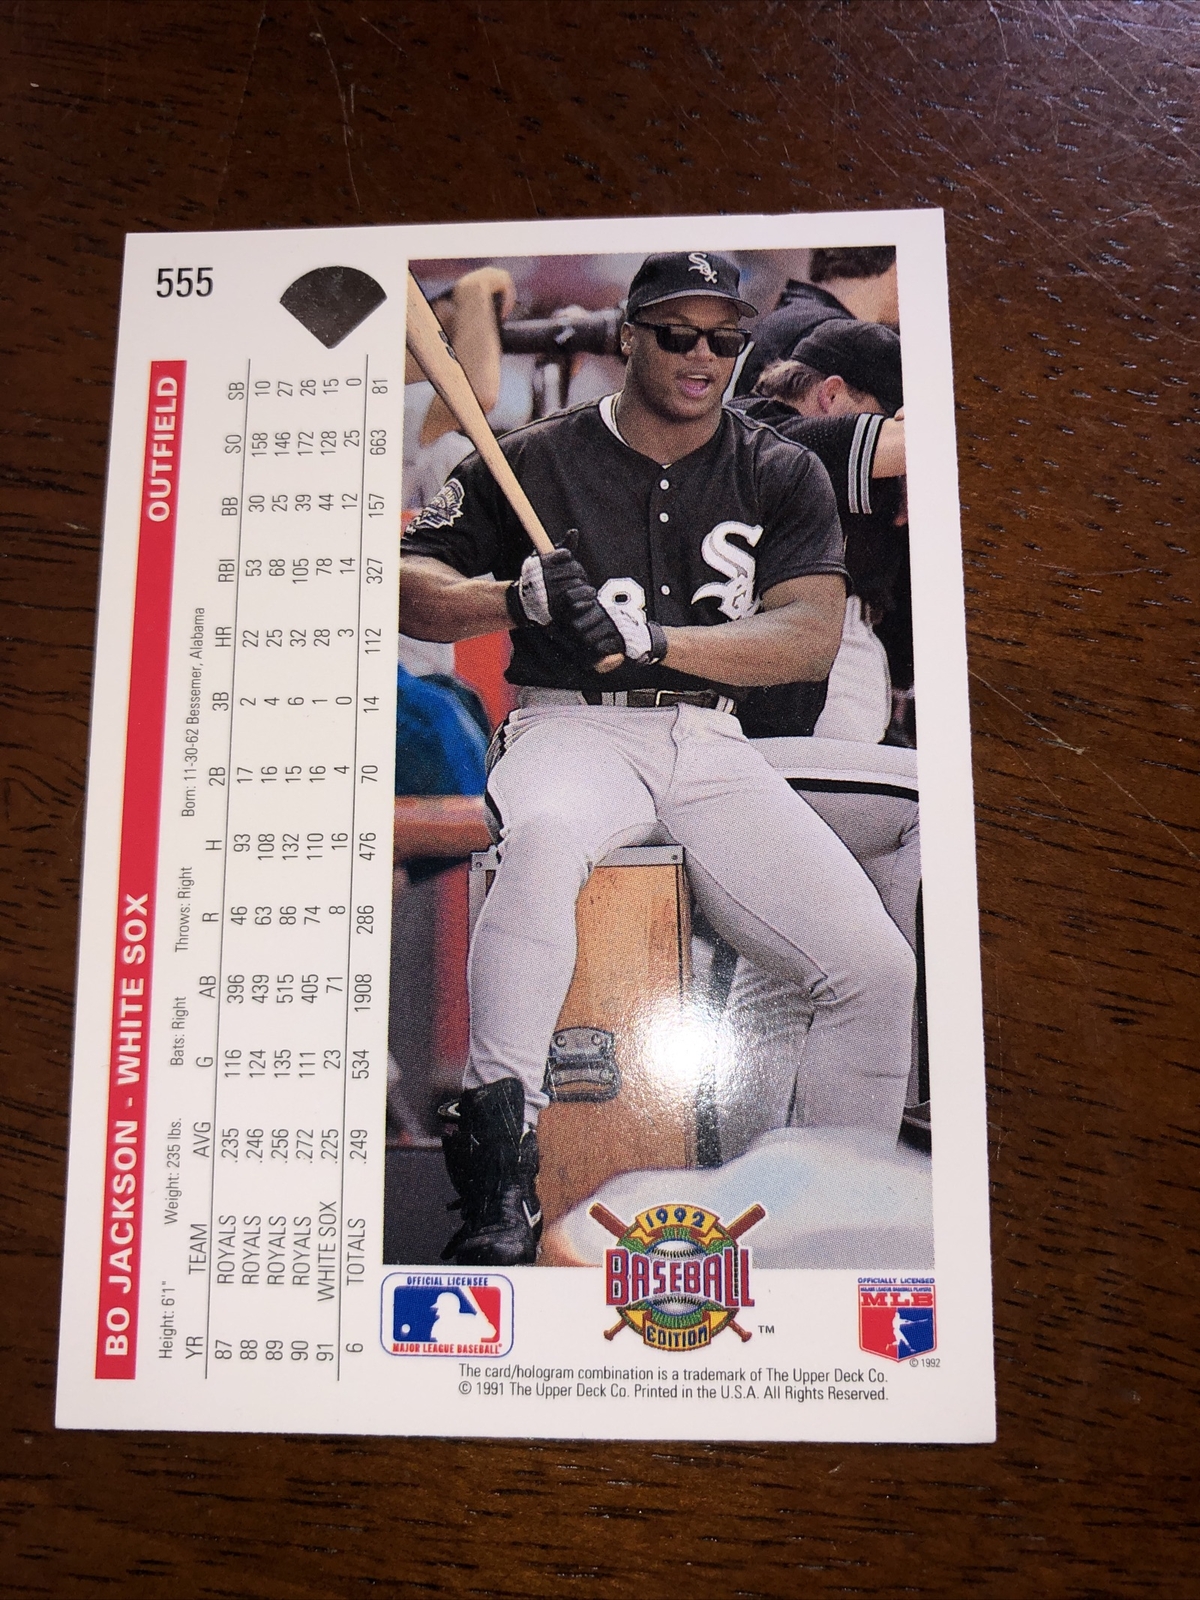 555
BO JACKSON - WHITE SOX OUTFIELD
Height: 6'1" Weight: 235 lbs. Bats: Right Throws: Right Born: 11-30-62 Bessemer, Alabama
YR TEAM AVG G AB R H 2B 3B HR RBI BB SO SB
87 ROYALS .235 116 396 46 93 17 2 22 53 30 158 10
88 ROYALS .246 124 439 63 108 16 4 25 68 25 146 27
89 ROYALS .256 135 515 86 132 15 6 32 105 39 172 26
90 ROYALS .272 111 405 74 110 16 1 28 78 44 128 15
91 WHITE SOX .225 23 71 8 16 4 0 3 14 12 25 0
6 TOTALS .249 534 1908 286 476 70 14 112 327 157 663 81
Sox
Sox
8
OFFICIAL LICENSEE
MAJOR LEAGUE BASEBALL
1992
BASEBALL
EDITION
TM
OFFICIALLY LICENSED
MAJOR LEAGUE BASEBALL PLAYERS
MLB
© 1992
The card/hologram combination is a trademark of The Upper Deck Co.
© 1991 The Upper Deck Co. Printed in the U.S.A. All Rights Reserved.